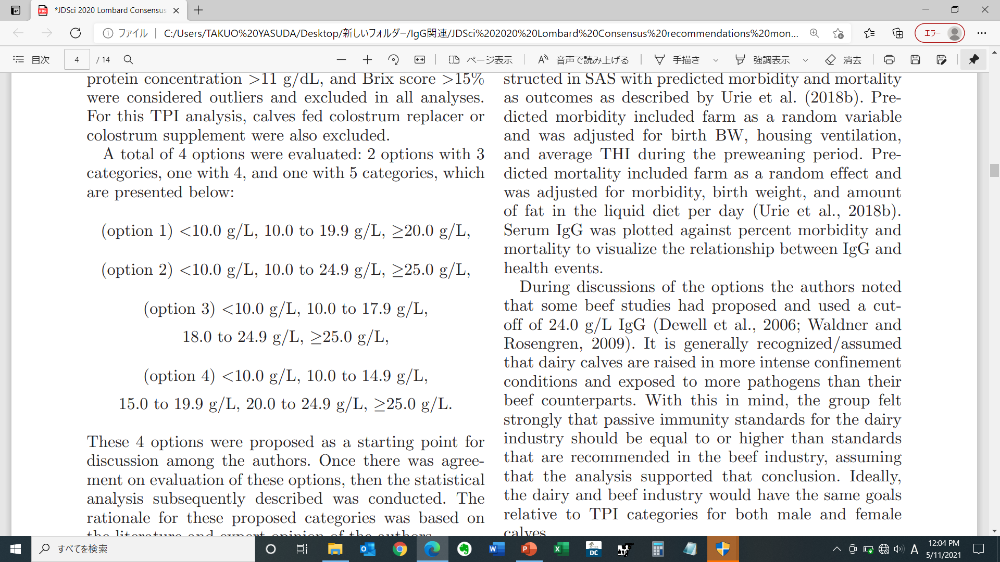 *JDSci 2020 Lombard Consensus
ファイル
C:/Users/TAKUO%20YASUDA/Desktop/新しいフォルダー/IgG関連/JDSci%202020%20Lombard%20Consensus%20recommendations%20mon...
エラー
目次
4
/ 14
ページ表示
音声で読み上げる
手描き
強調表示
消去
protein concentration >11 g/dL, and Brix score >15%
were considered outliers and excluded in all analyses.
For this TPI analysis, calves fed colostrum replacer or
colostrum supplement were also excluded.
A total of 4 options were evaluated: 2 options with 3
categories, one with 4, and one with 5 categories, which
are presented below:
(option 1) <10.0 g/L, 10.0 to 19.9 g/L, ≥20.0 g/L,
(option 2) <10.0 g/L, 10.0 to 24.9 g/L, ≥25.0 g/L,
(option 3) <10.0 g/L, 10.0 to 17.9 g/L,
18.0 to 24.9 g/L, ≥25.0 g/L,
(option 4) <10.0 g/L, 10.0 to 14.9 g/L,
15.0 to 19.9 g/L, 20.0 to 24.9 g/L, ≥25.0 g/L.
These 4 options were proposed as a starting point for
discussion among the authors. Once there was agree-
ment on evaluation of these options, then the statistical
analysis subsequently described was conducted. The
rationale for these proposed categories was based on
the literature and expert opinion of the authors.
structed in SAS with predicted morbidity and mortality
as outcomes as described by Urie et al. (2018b). Pre-
dicted morbidity included farm as a random variable
and was adjusted for birth BW, housing ventilation,
and average THI during the preweaning period. Pre-
dicted mortality included farm as a random effect and
was adjusted for morbidity, birth weight, and amount
of fat in the liquid diet per day (Urie et al., 2018b).
Serum IgG was plotted against percent morbidity and
mortality to visualize the relationship between IgG and
health events.
During discussions of the options the authors noted
that some beef studies had proposed and used a cut-
off of 24.0 g/L IgG (Dewell et al., 2006; Waldner and
Rosengren, 2009). It is generally recognized/assumed
that dairy calves are raised in more intense confinement
conditions and exposed to more pathogens than their
beef counterparts. With this in mind, the group felt
strongly that passive immunity standards for the dairy
industry should be equal to or higher than standards
that are recommended in the beef industry, assuming
that the analysis supported that conclusion. Ideally,
the dairy and beef industry would have the same goals
relative to TPI categories for both male and female
calves.
すべてを検索
DC
A
12:04 PM
5/11/2021